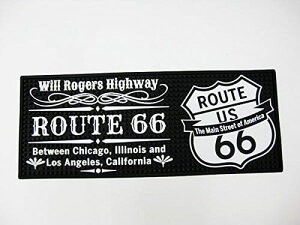 Will Rogers Highway
ROUTE 66
Between Chicago, Illinois and
Los Angeles, California
ROUTE
US
The Main Street of America
66